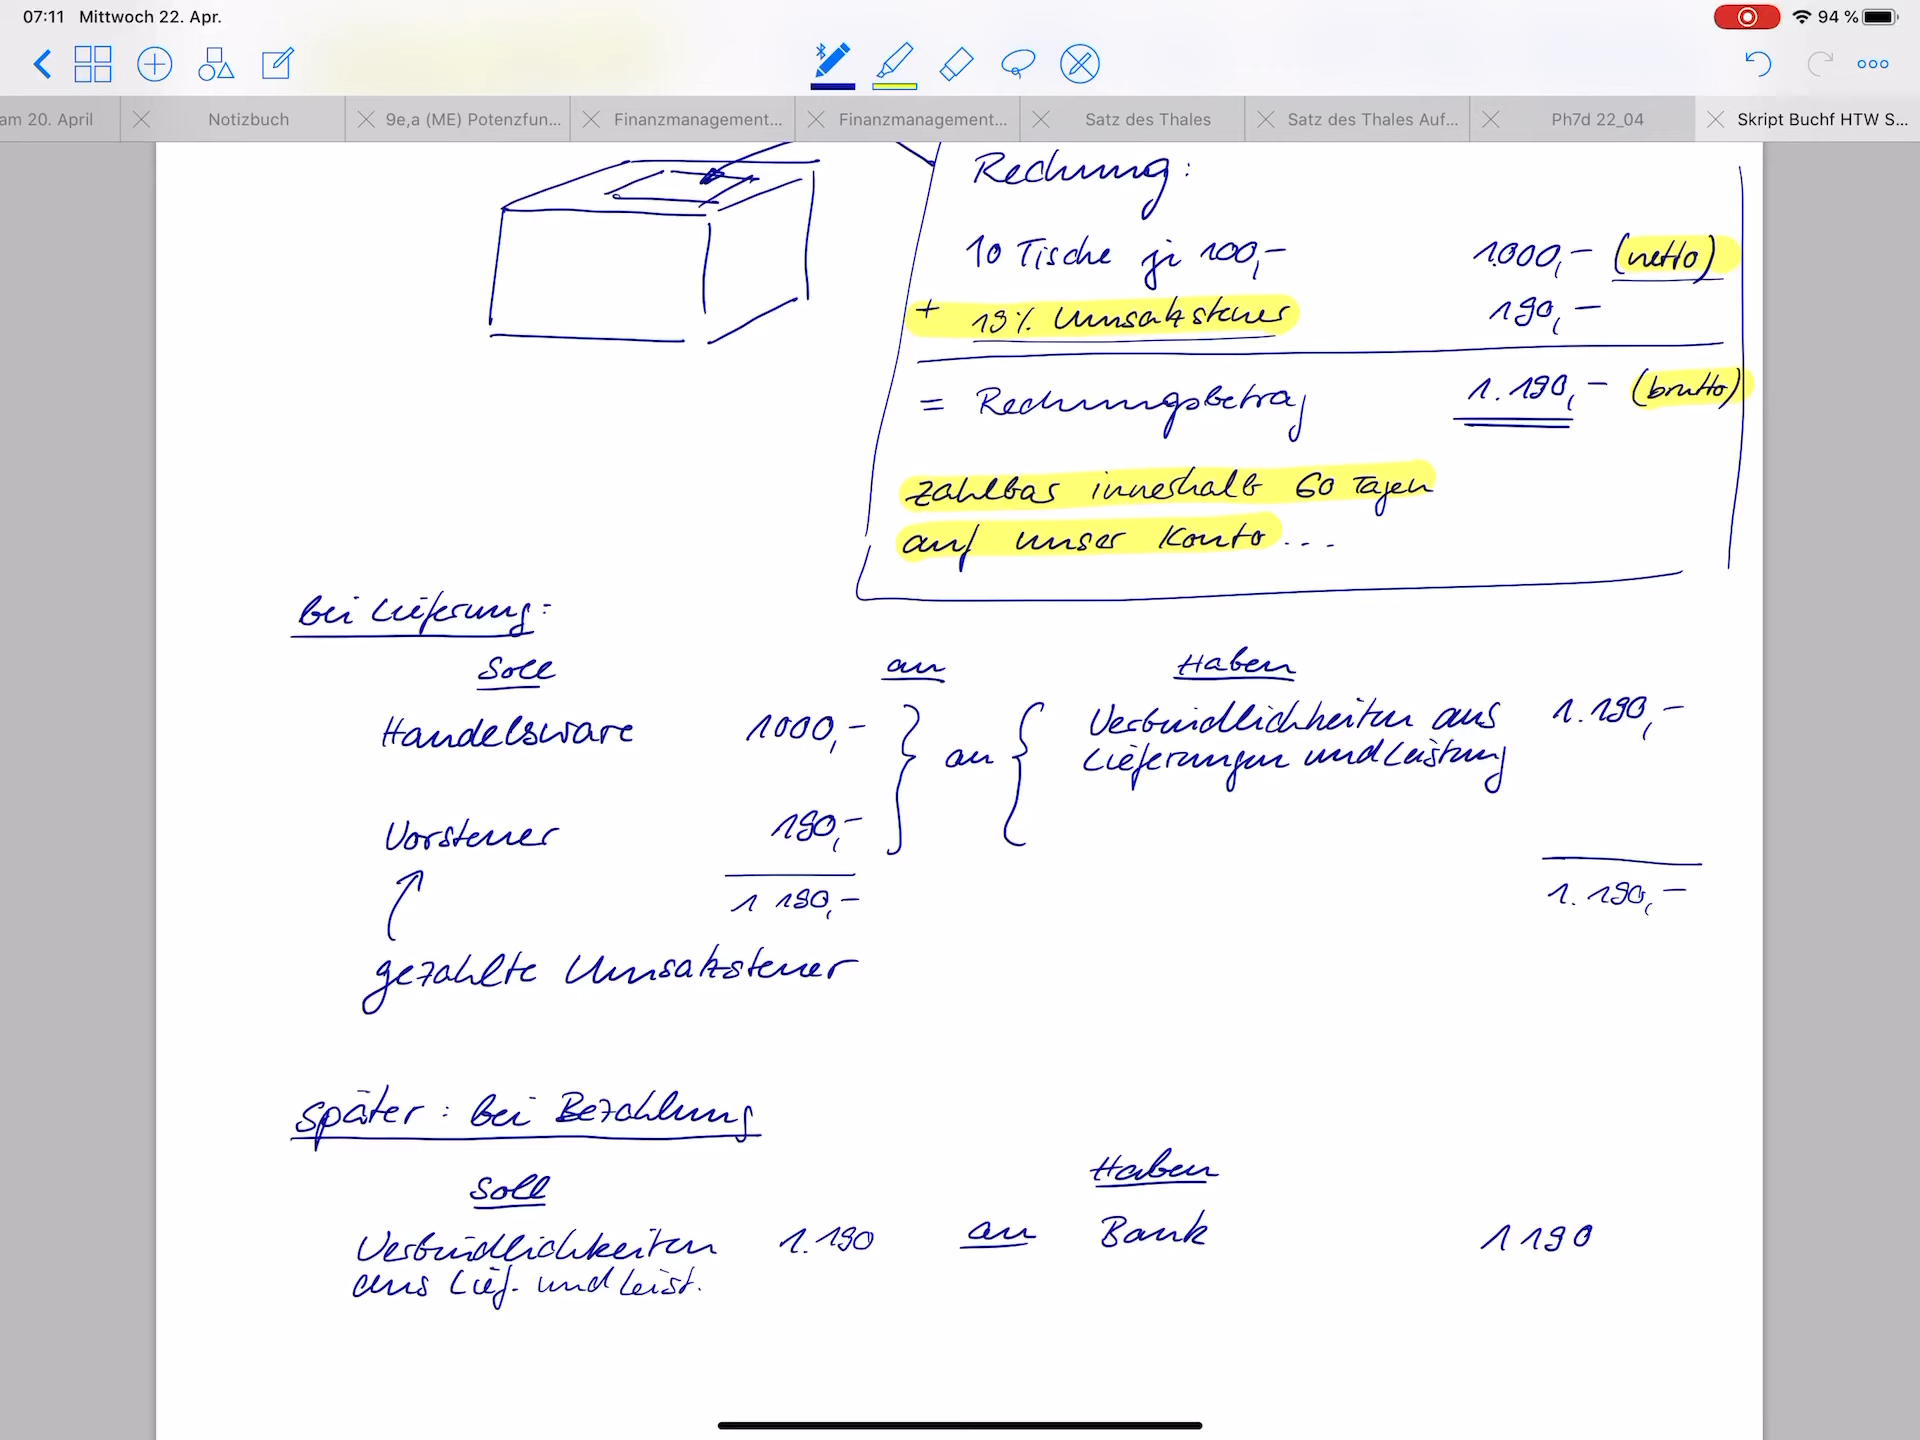 07:11 Mittwoch 22. Apr.
94 %
am 20. April
Notizbuch
9e,a (ME) Potenzfun...
Finanzmanagement...
Finanzmanagement...
Satz des Thales
Satz des Thales Auf...
Ph7d 22_04
Skript Buchf HTW S...
Rechnung:
10 Tische je 100,- 1.000,- (netto)
+ 19% Umsatzsteuer 190,-
= Rechnungsbetrag 1.190,- (brutto)
zahlbar innerhalb 60 Tagen
auf unser Konto...
bei Lieferung:
Soll an Haben
Handelsware 1000,- } an { Verbindlichkeiten aus 1.190,-
Lieferungen und Leistung
Vorsteuer 190,-
1 190,- 1.190,-
gezahlte Umsatzsteuer
später: bei Bezahlung
Soll Haben
Verbindlichkeiten 1.190 an Bank 1190
aus Lief. und Leist.